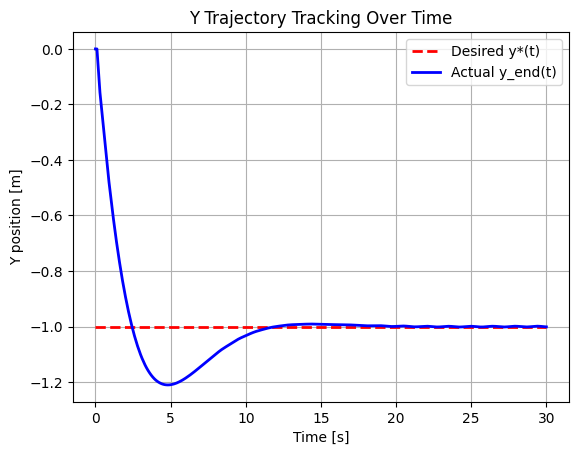 Y Trajectory Tracking Over Time
Desired y*(t)
Actual y_end(t)
Y position [m]
0.0
−0.2
−0.4
−0.6
−0.8
−1.0
−1.2
0 5 10 15 20 25 30
Time [s]